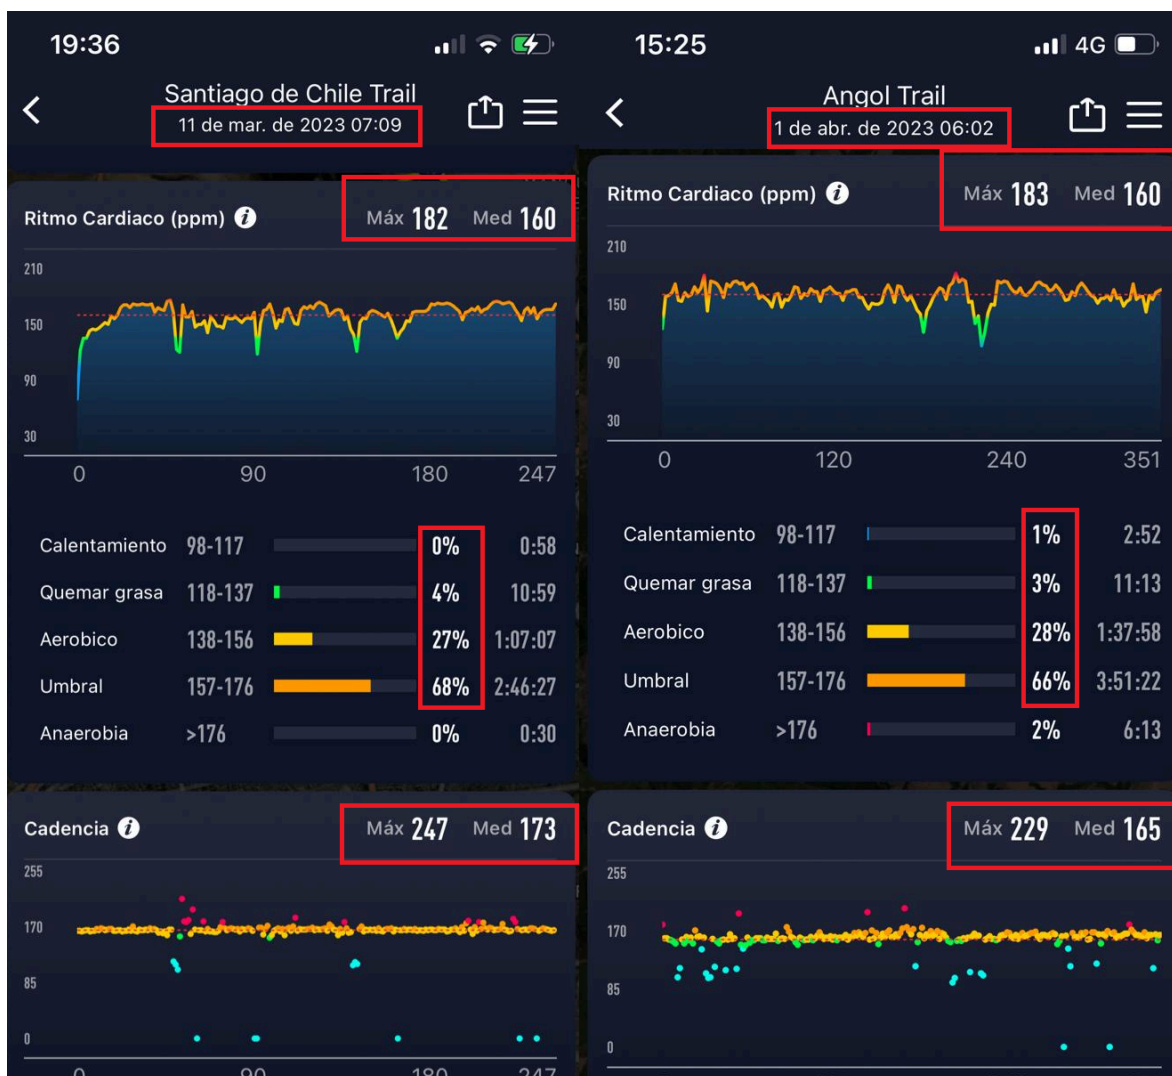 19:36
Santiago de Chile Trail
11 de mar. de 2023 07:09
Ritmo Cardiaco (ppm) i Máx 182 Med 160
210
150
90
30
0 90 180 247
Calentamiento 98-117 0% 0:58
Quemar grasa 118-137 4% 10:59
Aerobico 138-156 27% 1:07:07
Umbral 157-176 68% 2:46:27
Anaerobia >176 0% 0:30
Cadencia i Máx 247 Med 173
255
170
85
0
0 90 180 247
15:25 4G
Angol Trail
1 de abr. de 2023 06:02
Ritmo Cardiaco (ppm) i Máx 183 Med 160
210
150
90
30
0 120 240 351
Calentamiento 98-117 1% 2:52
Quemar grasa 118-137 3% 11:13
Aerobico 138-156 28% 1:37:58
Umbral 157-176 66% 3:51:22
Anaerobia >176 2% 6:13
Cadencia i Máx 229 Med 165
255
170
85
0